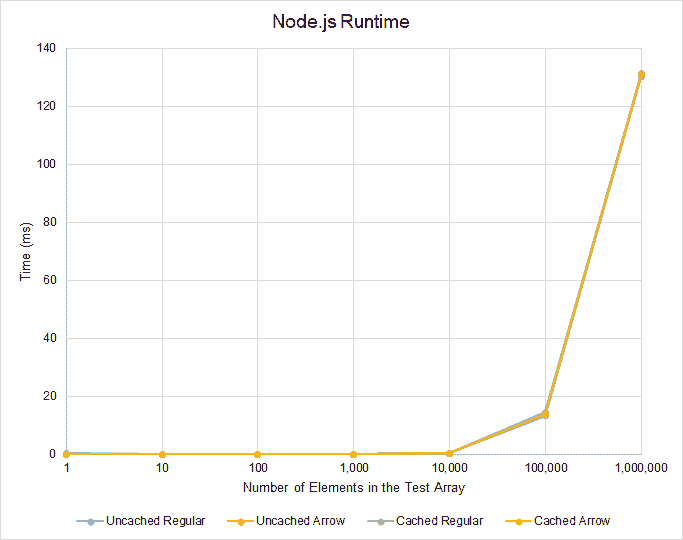 Node.js Runtime
140
120
100
80
60
40
20
0
Time (ms)
1 10 100 1,000 10,000 100,000 1,000,000
Number of Elements in the Test Array
Uncached Regular Uncached Arrow Cached Regular Cached Arrow